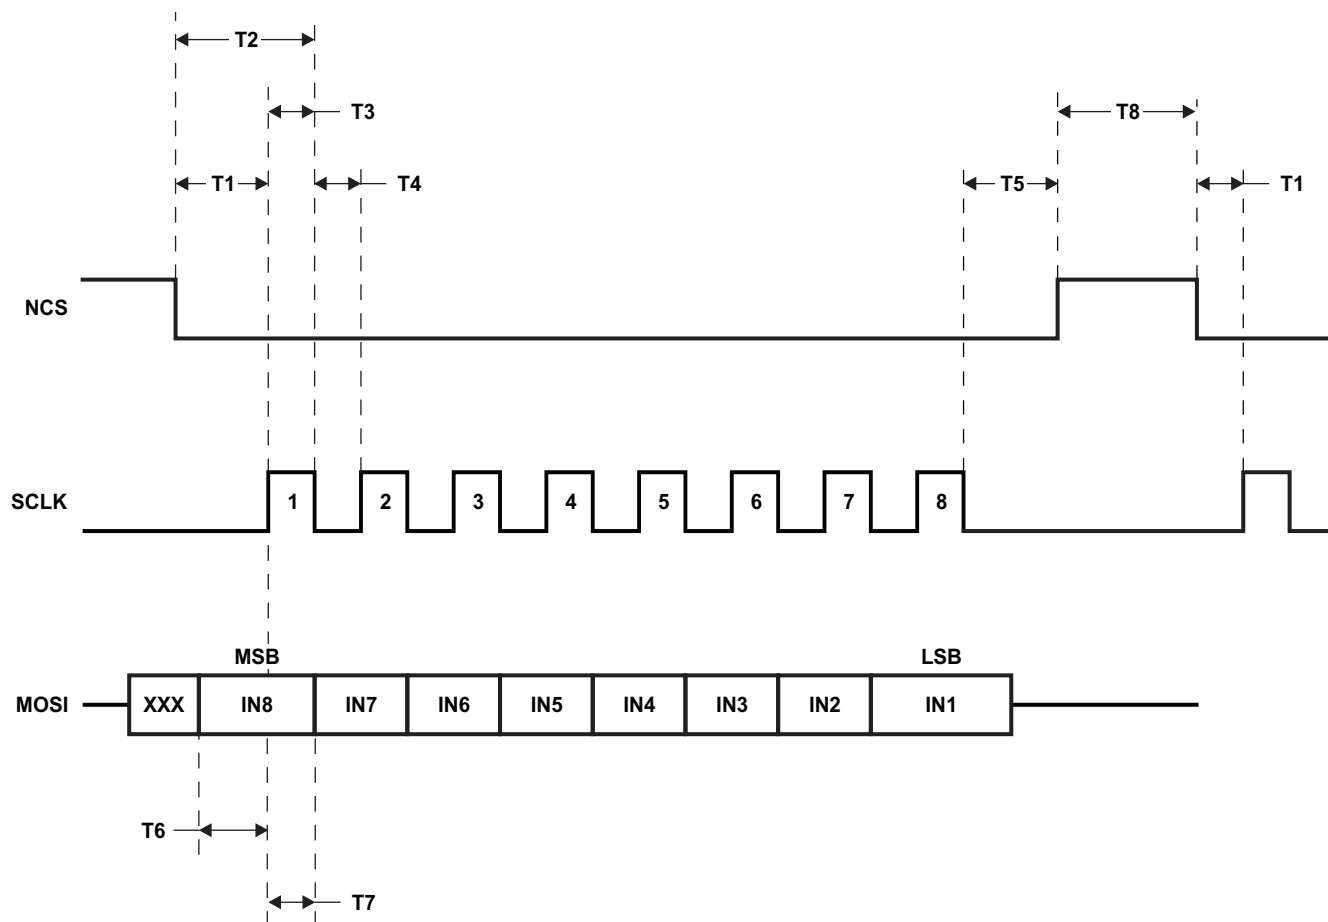 T2
T3
T8
T1
T4
T5
T1
NCS
SCLK
1 2 3 4 5 6 7 8
MSB LSB
MOSI XXX IN8 IN7 IN6 IN5 IN4 IN3 IN2 IN1
T6
T7